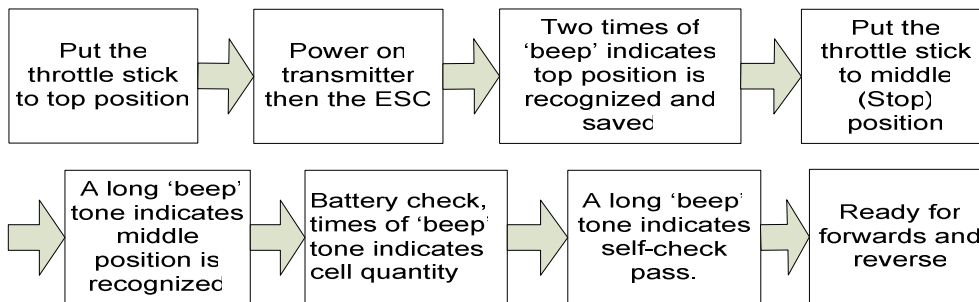 Put the
throttle stick
to top position
Power on
transmitter
then the ESC
Two times of
‘beep’ indicates
top position is
recognized and
saved
Put the
throttle stick
to middle
(Stop)
position
A long ‘beep’
tone indicates
middle
position is
recognized
Battery check,
times of ‘beep’
tone indicates
cell quantity
A long ‘beep’
tone indicates
self-check
pass.
Ready for
forwards and
reverse